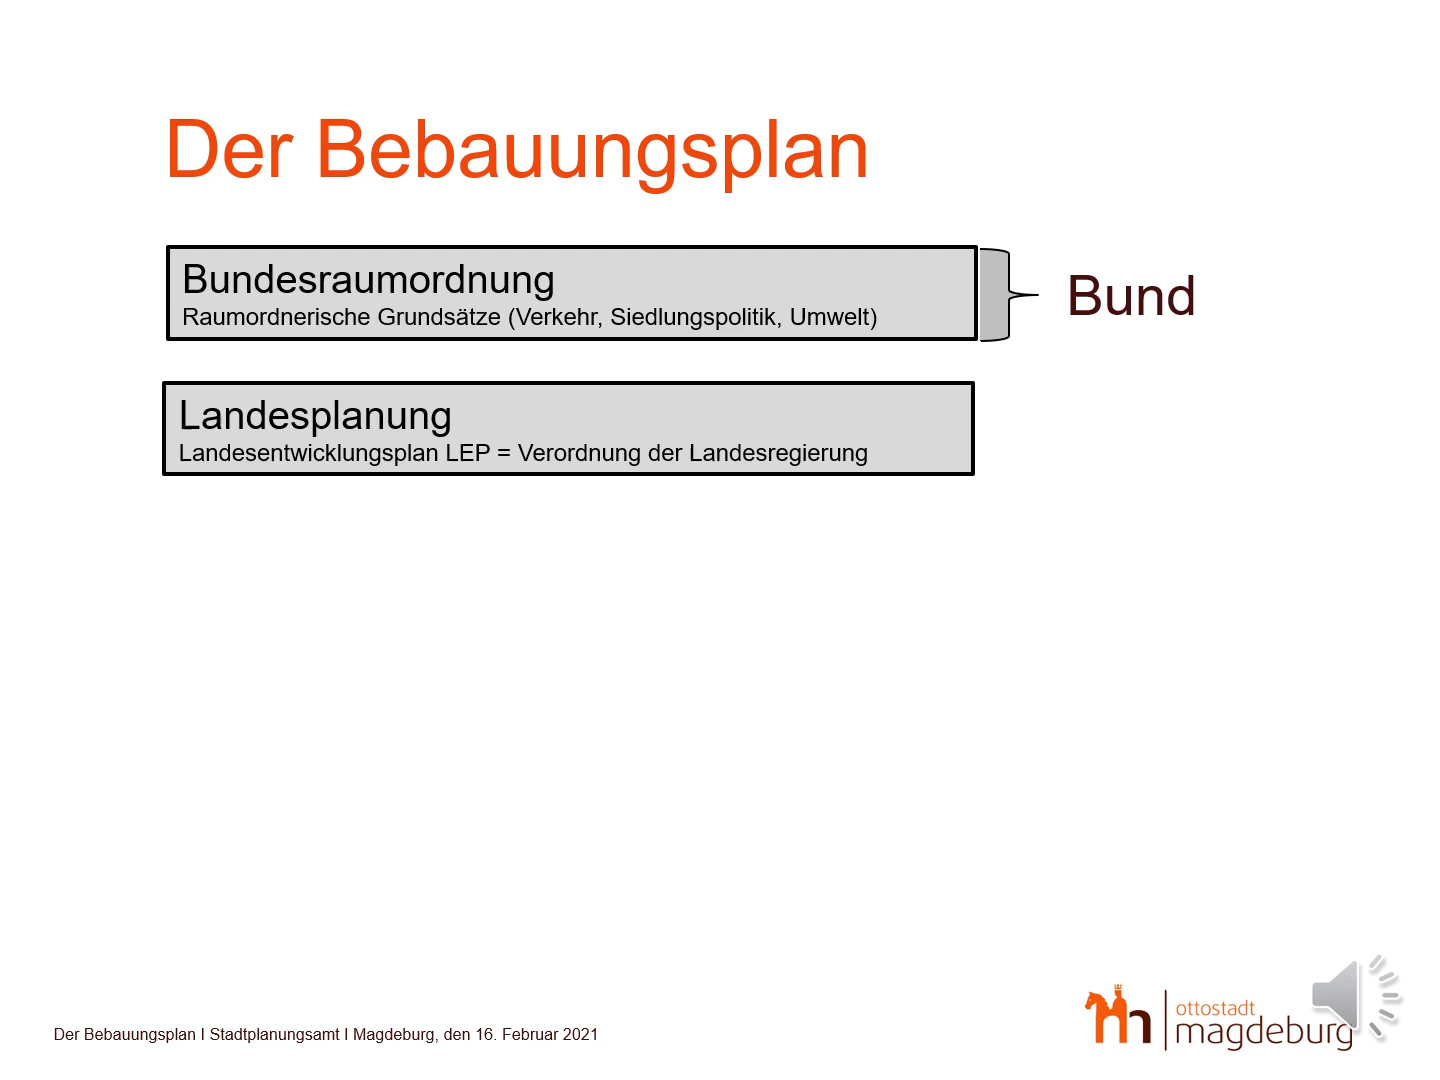 Der Bebauungsplan
Bundesraumordnung
Raumordnerische Grundsätze (Verkehr, Siedlungspolitik, Umwelt)
Bund
Landesplanung
Landesentwicklungsplan LEP = Verordnung der Landesregierung
Der Bebauungsplan I Stadtplanungsamt I Magdeburg, den 16. Februar 2021
ottostadt
magdeburg